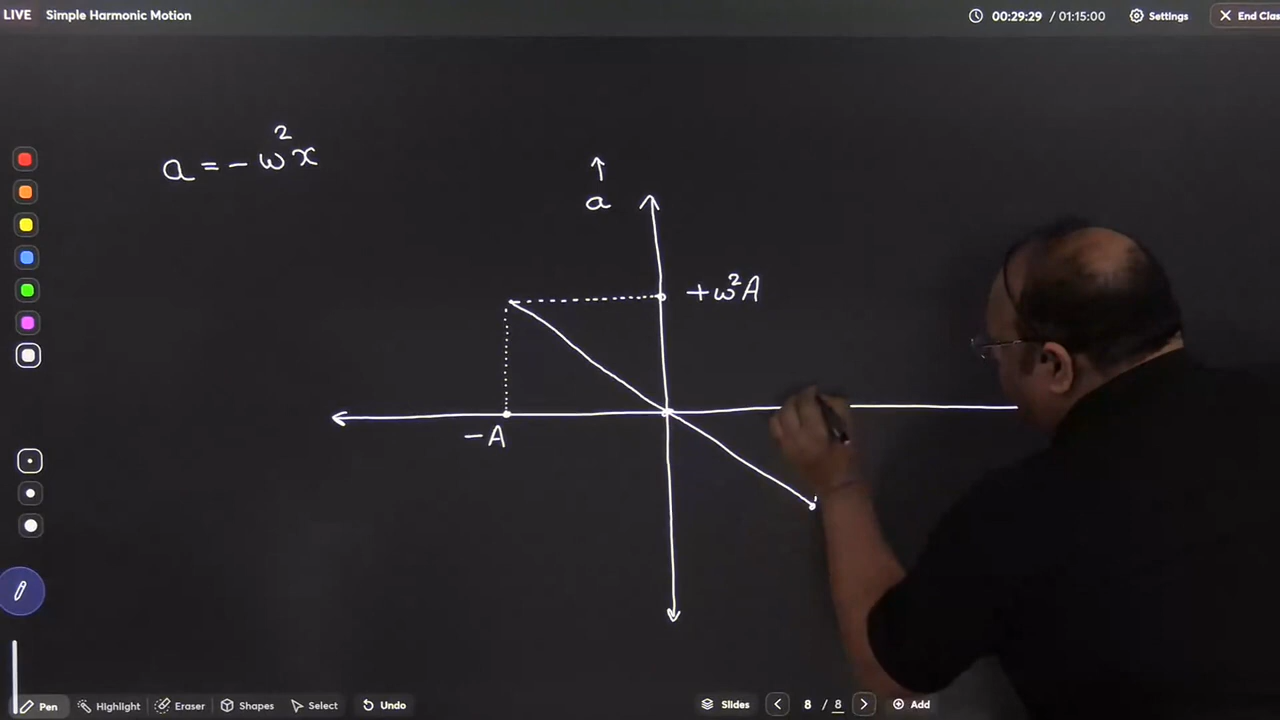 LIVE Simple Harmonic Motion 00:29:29 / 01:15:00 Settings End Clas
a = - ω²x
↑
a
+ω²A
-A
Pen Highlight Eraser Shapes Select Undo Slides 8 / 8 Add